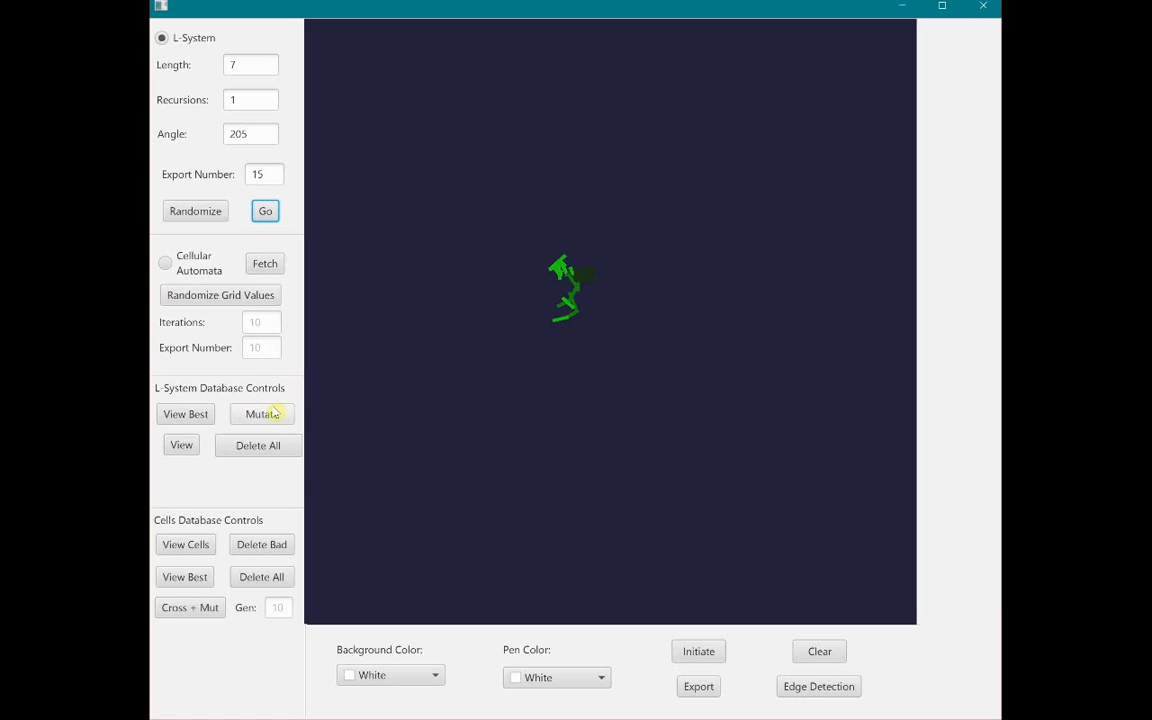 L-System
Length: 7
Recursions: 1
Angle: 205
Export Number: 15
Randomize Go
Cellular
Automata Fetch
Randomize Grid Values
Iterations: 10
Export Number: 10
L-System Database Controls
View Best Mutate
View Delete All
Cells Database Controls
View Cells Delete Bad
View Best Delete All
Cross + Mut Gen: 10
Background Color: Pen Color: Initiate Clear
White White Export Edge Detection